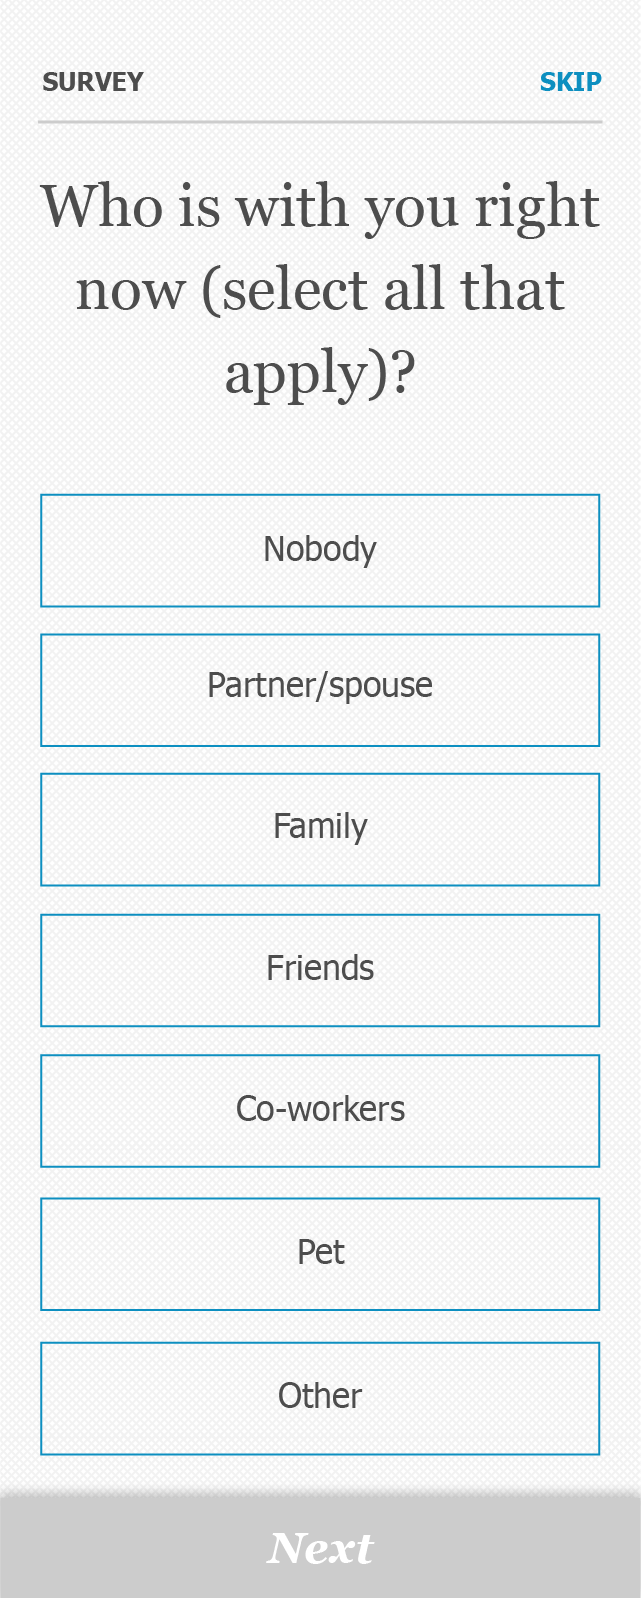 SURVEY
SKIP
Who is with you right
now (select all that
apply)?
Nobody
Partner/spouse
Family
Friends
Co-workers
Pet
Other
Next